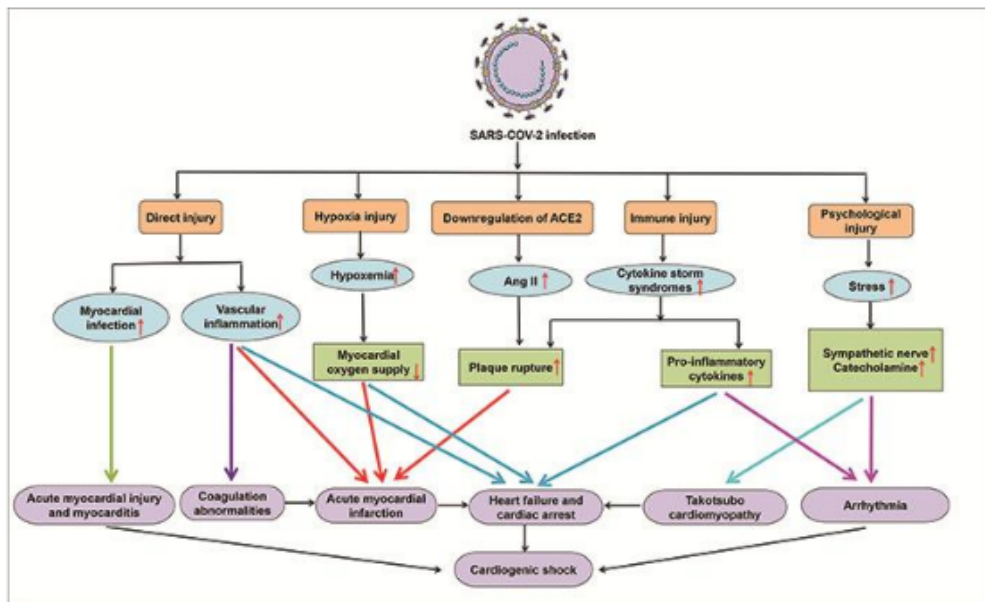 SARS-COV-2 infection
Direct injury
Hypoxia injury
Downregulation of ACE2
Immune injury
Psychological
injury
Myocardial
infection↑
Vascular
inflammation↑
Hypoxemia↑
Ang II ↑
Cytokine storm
syndromes ↑
Stress ↑
Myocardial
oxygen supply↓
Plaque rupture↑
Pro-inflammatory
cytokines ↑
Sympathetic nerve↑
Catecholamine↑
Acute myocardial injury
and myocarditis
Coagulation
abnormalities
Acute myocardial
infarction
Heart failure and
cardiac arrest
Takotsubo
cardiomyopathy
Arrhythmia
Cardiogenic shock